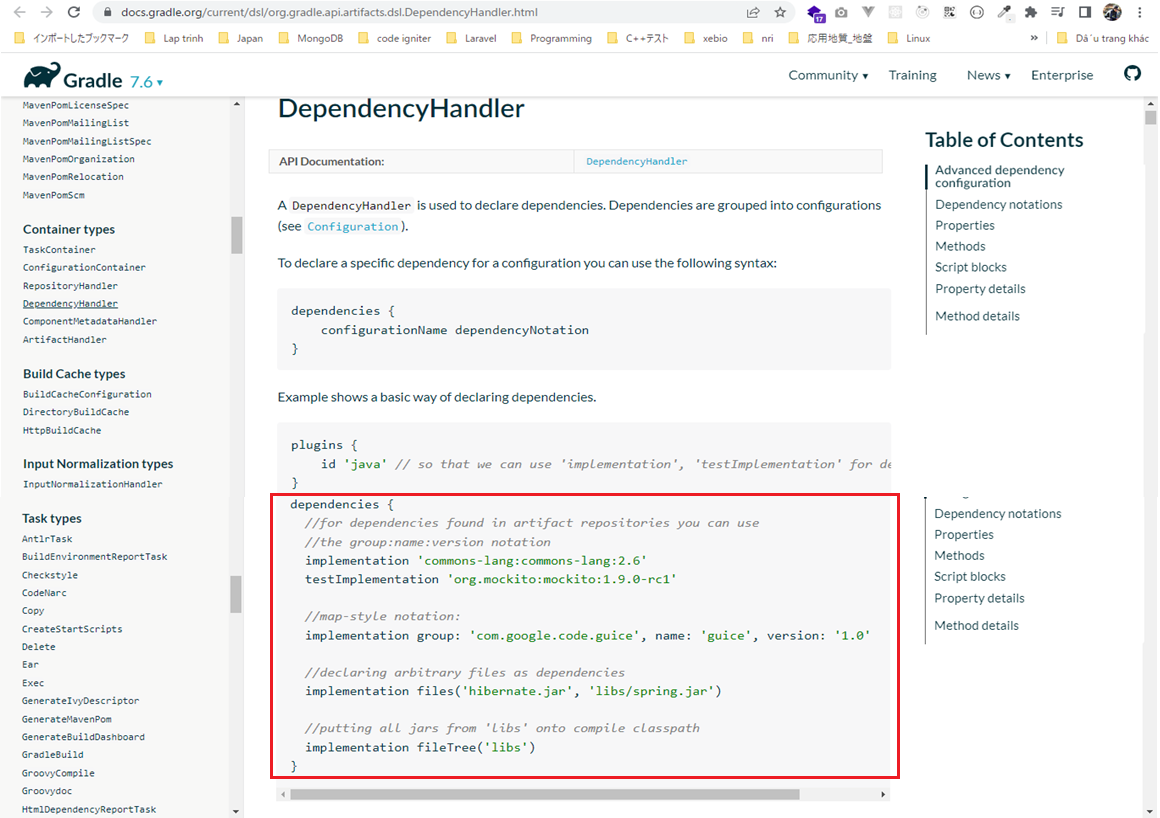 docs.gradle.org/current/dsl/org.gradle.api.artifacts.dsl.DependencyHandler.html
17
インポートしたブックマーク
Lap trinh
Japan
MongoDB
code igniter
Laravel
Programming
C++テスト
xebio
nri
応用地質_地盤
Linux
»
Dấu trang khác
Gradle 7.6 ▾
Community ▾
Training
News ▾
Enterprise
MavenPomLicenseSpec
MavenPomMailingList
MavenPomMailingListSpec
MavenPomOrganization
MavenPomRelocation
MavenPomScm
Container types
TaskContainer
ConfigurationContainer
RepositoryHandler
DependencyHandler
ComponentMetadataHandler
ArtifactHandler
Build Cache types
BuildCacheConfiguration
DirectoryBuildCache
HttpBuildCache
Input Normalization types
InputNormalizationHandler
Task types
AntlrTask
BuildEnvironmentReportTask
Checkstyle
CodeNarc
Copy
CreateStartScripts
Delete
Ear
Exec
GenerateIvyDescriptor
GenerateMavenPom
GenerateBuildDashboard
GradleBuild
GroovyCompile
Groovydoc
HtmlDependencyReportTask
DependencyHandler
API Documentation: DependencyHandler
A DependencyHandler is used to declare dependencies. Dependencies are grouped into configurations
(see Configuration).
To declare a specific dependency for a configuration you can use the following syntax:
dependencies {
    configurationName dependencyNotation
}
Example shows a basic way of declaring dependencies.
plugins {
    id 'java' // so that we can use 'implementation', 'testImplementation' for de
}
dependencies {
  //for dependencies found in artifact repositories you can use
  //the group:name:version notation
  implementation 'commons-lang:commons-lang:2.6'
  testImplementation 'org.mockito:mockito:1.9.0-rc1'
  //map-style notation:
  implementation group: 'com.google.code.guice', name: 'guice', version: '1.0'
  //declaring arbitrary files as dependencies
  implementation files('hibernate.jar', 'libs/spring.jar')
  //putting all jars from 'libs' onto compile classpath
  implementation fileTree('libs')
}
Table of Contents
Advanced dependency
configuration
Dependency notations
Properties
Methods
Script blocks
Property details
Method details
Dependency notations
Properties
Methods
Script blocks
Property details
Method details